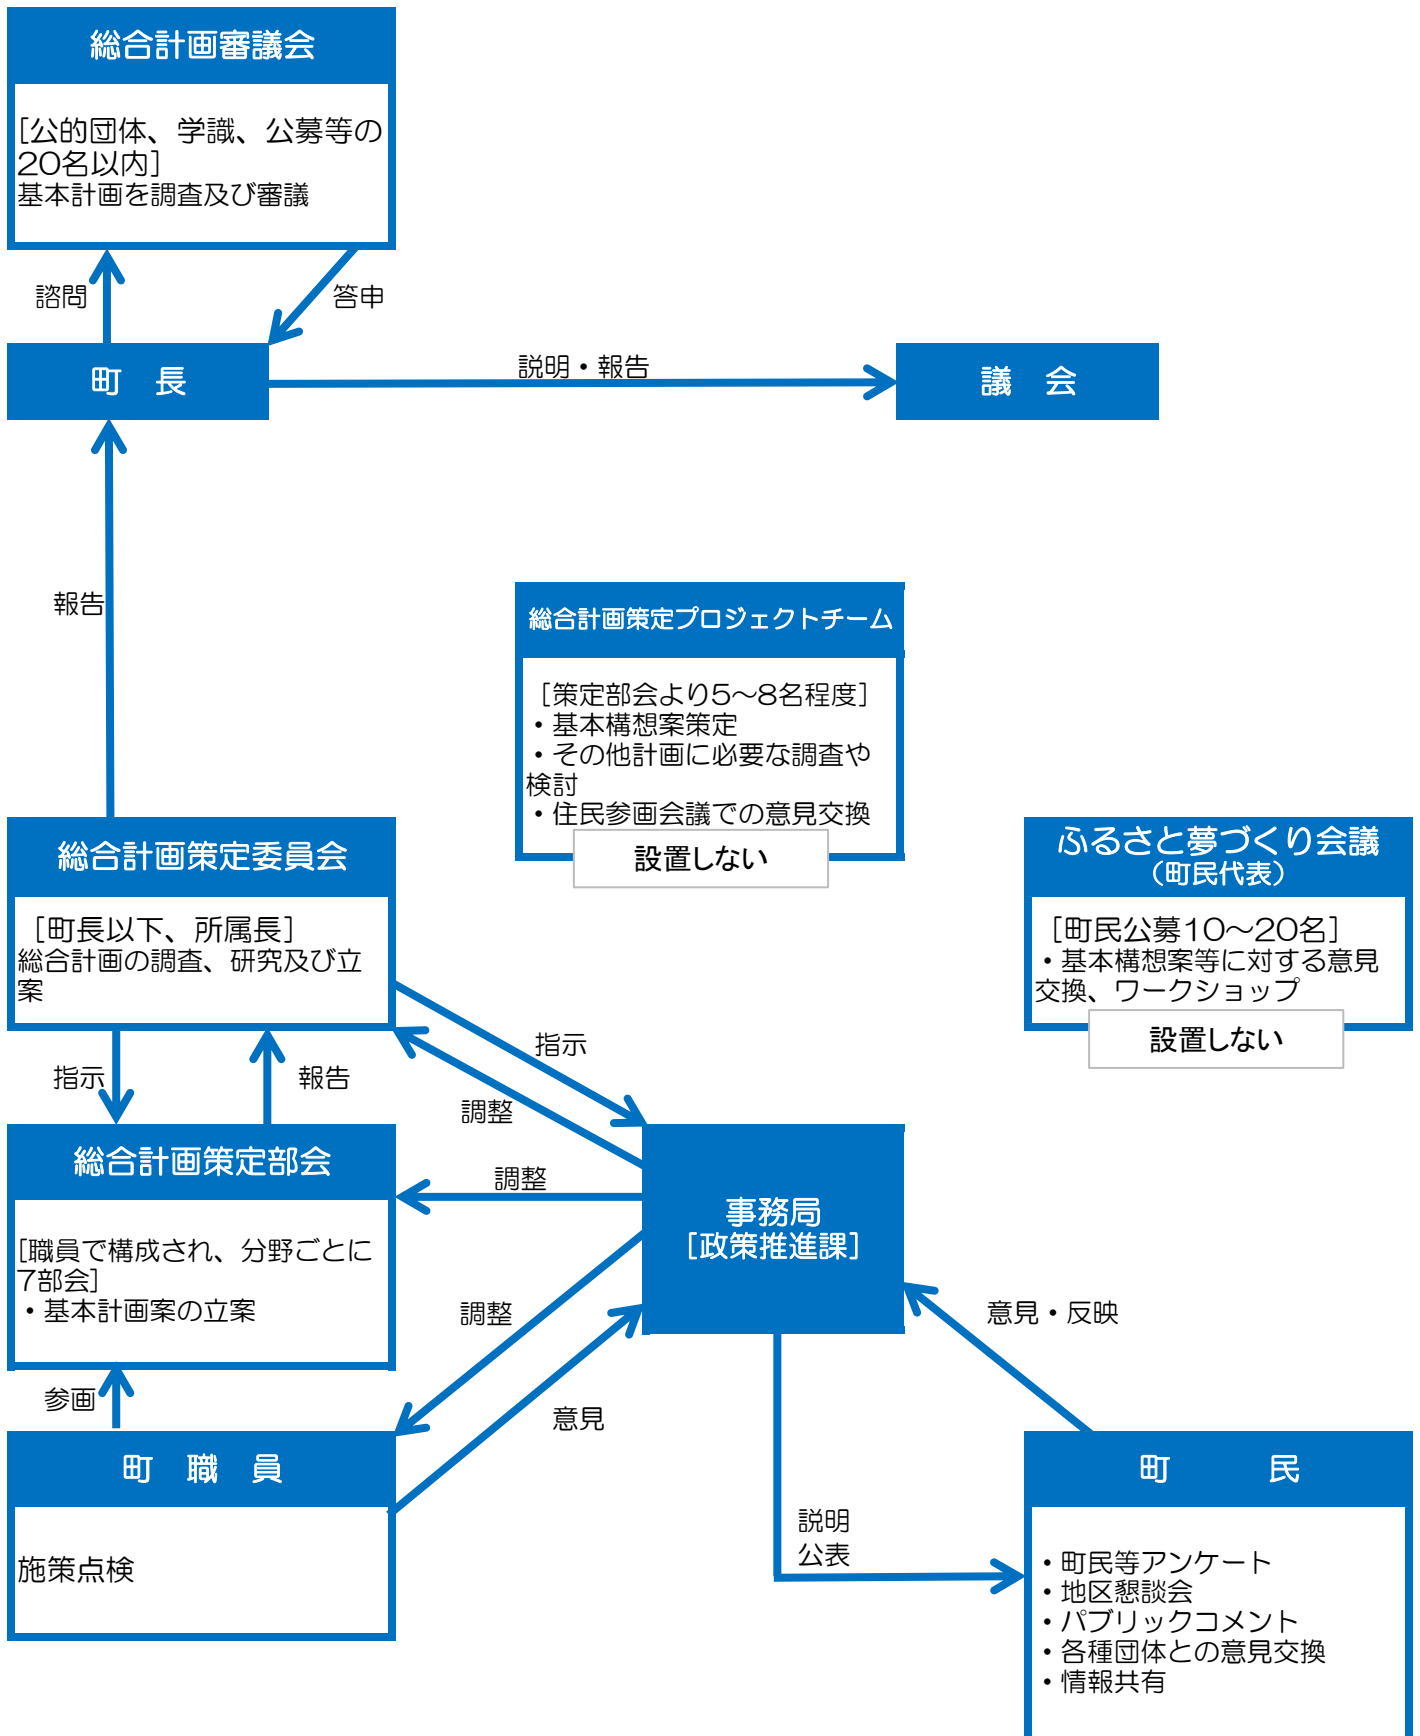 総合計画審議会
[公的団体、学識、公募等の
20名以内]
基本計画を調査及び審議
諮問
答申
町　長
説明・報告
議　会
報告
総合計画策定プロジェクトチーム
［策定部会より5～8名程度］
・基本構想案策定
・その他計画に必要な調査や
検討
・住民参画会議での意見交換
設置しない
総合計画策定委員会
［町長以下、所属長］
総合計画の調査、研究及び立
案
ふるさと夢づくり会議
（町民代表）
［町民公募10～20名］
・基本構想案等に対する意見
交換、ワークショップ
設置しない
指示
報告
指示
調整
総合計画策定部会
[職員で構成され、分野ごとに
7部会]
・基本計画案の立案
調整
事務局
［政策推進課］
調整
意見
意見・反映
参画
町　職　員
施策点検
説明
公表
町　　　民
・町民等アンケート
・地区懇談会
・パブリックコメント
・各種団体との意見交換
・情報共有